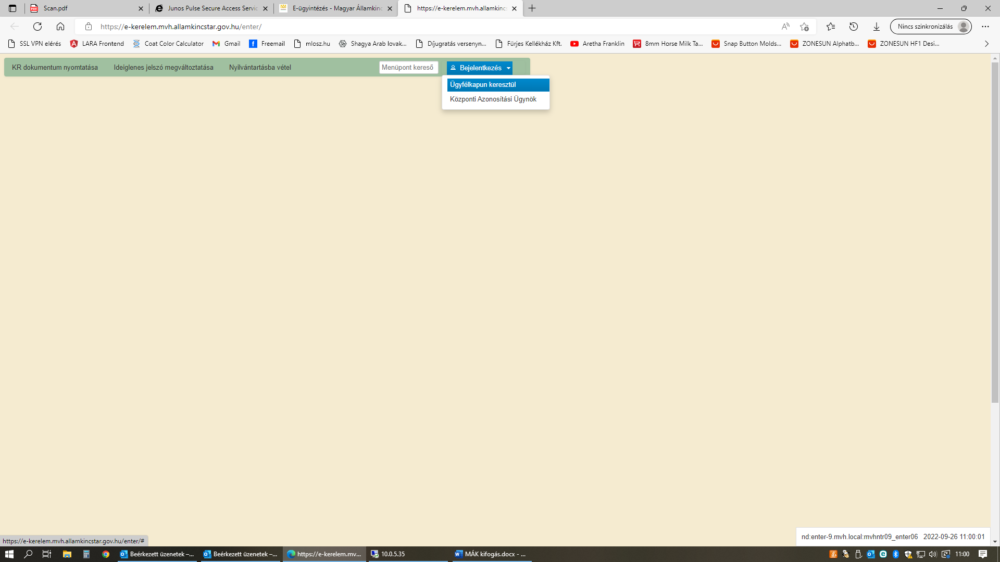 Scan.pdf
Junos Pulse Secure Access Servic
E-ügyintézés - Magyar Államkinc
https://e-kerelem.mvh.allamkincs
https://e-kerelem.mvh.allamkincstar.gov.hu/enter/
Nincs szinkronizálás
SSL VPN elérés
LARA Frontend
Coat Color Calculator
Gmail
Freemail
mlosz.hu
Shagya Arab lovak...
Díjugratás versenyn...
Fürjes Kellékház Kft.
Aretha Franklin
8mm Horse Milk Ta...
Snap Button Molds...
ZONESUN Alphatb...
ZONESUN HF1 Desi...
KR dokumentum nyomtatása
Ideiglenes jelszó megváltoztatása
Nyilvántartásba vétel
Menüpont kereső
Bejelentkezés
Ügyfélkapun keresztül
Központi Azonosítási Ügynök
nd:enter-9.mvh.local:mvhntr09_enter06 2022-09-26 11:00:01
https://e-kerelem.mvh.allamkincstar.gov.hu/enter/#
Beérkezett üzenetek –...
Beérkezett üzenetek –...
https://e-kerelem.mv...
10.0.5.35
MÁK kifogás.docx - ...
11:00